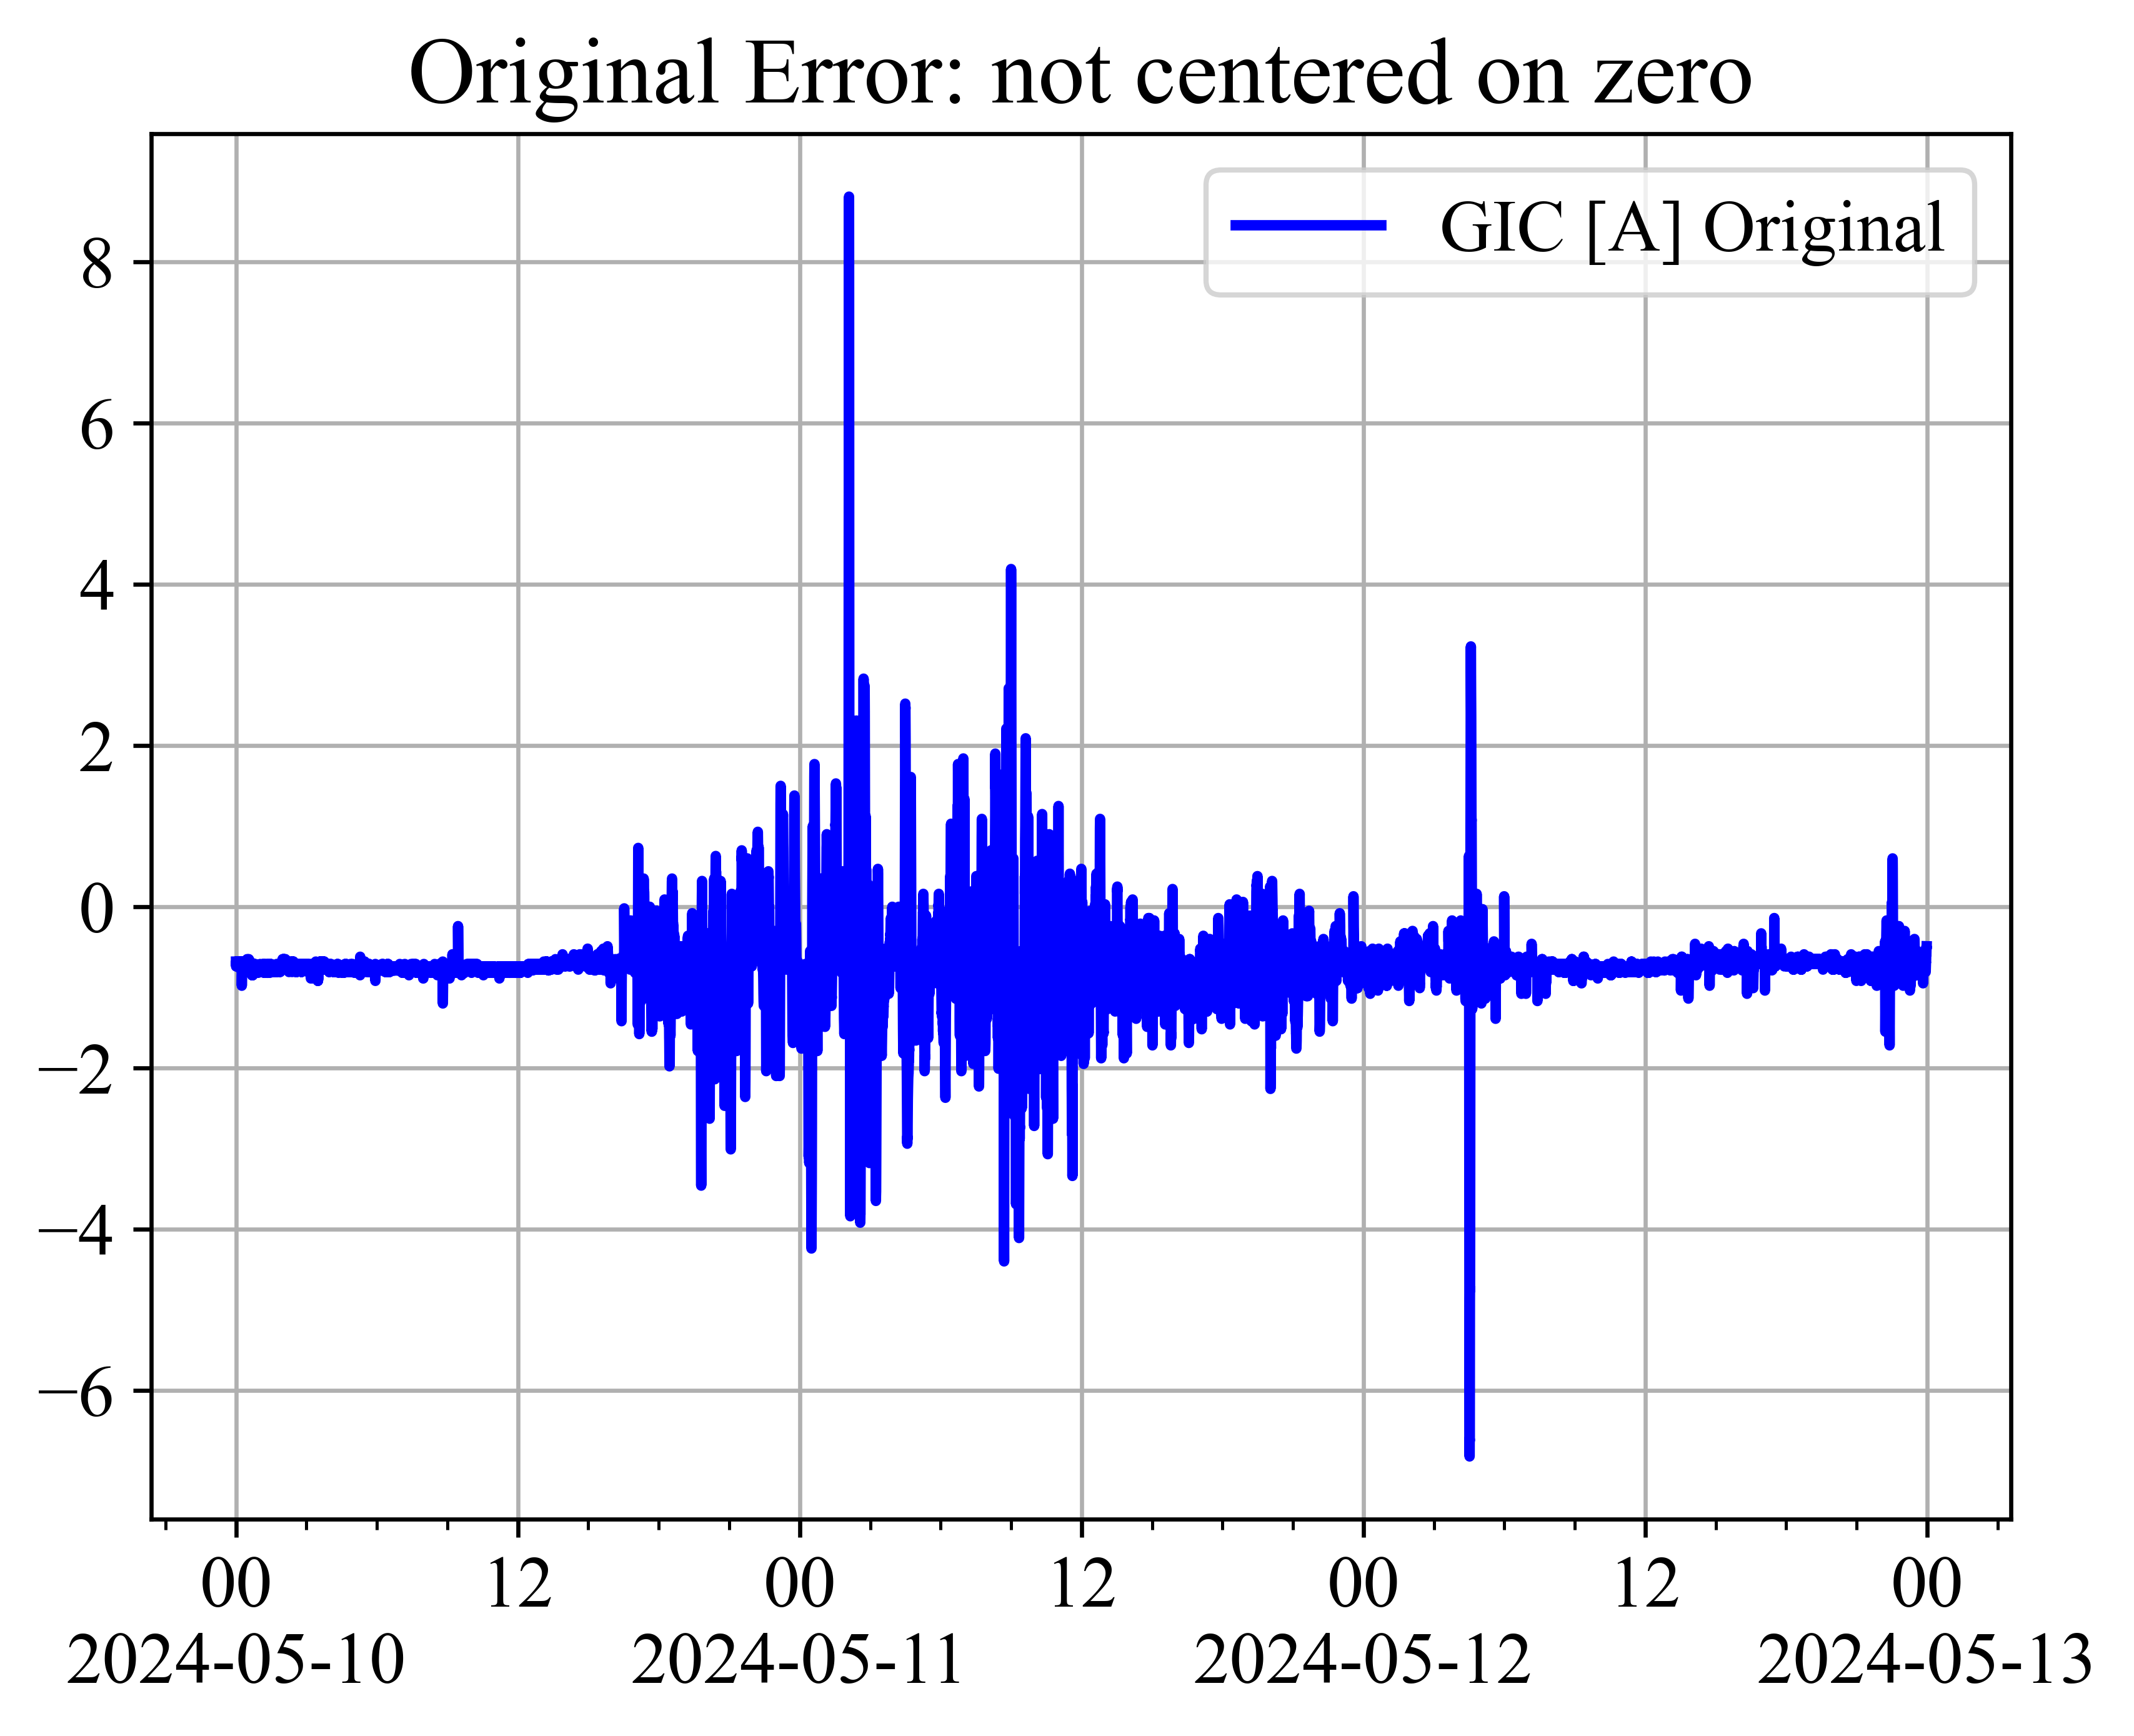 Original Error: not centered on zero
GIC [A] Original
8
6
4
2
0
−2
−4
−6
00 12 00 12 00 12 00
2024-05-10 2024-05-11 2024-05-12 2024-05-13